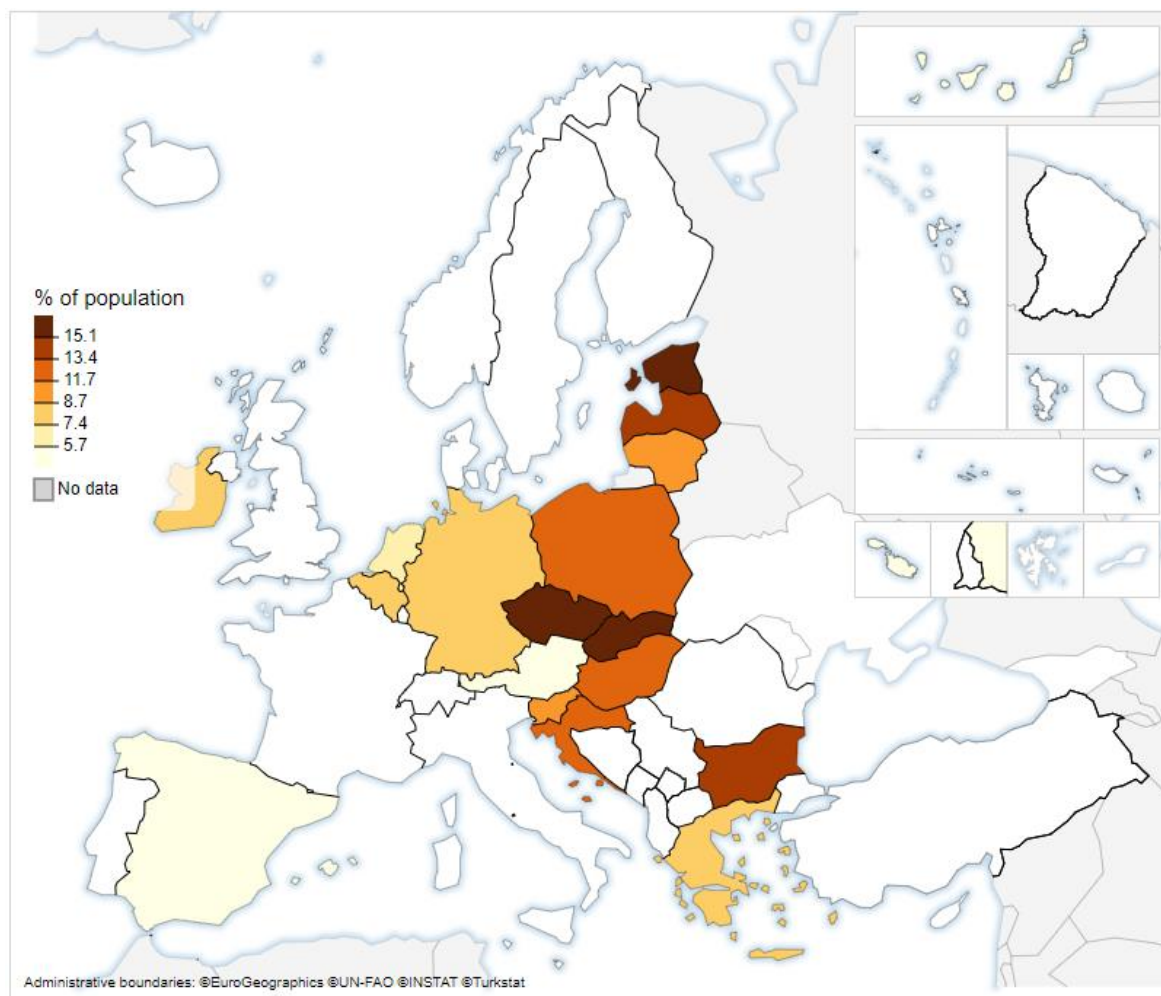 % of population
15.1
13.4
11.7
8.7
7.4
5.7
No data
Administrative boundaries: ©EuroGeographics ©UN-FAO ©INSTAT ©Turkstat